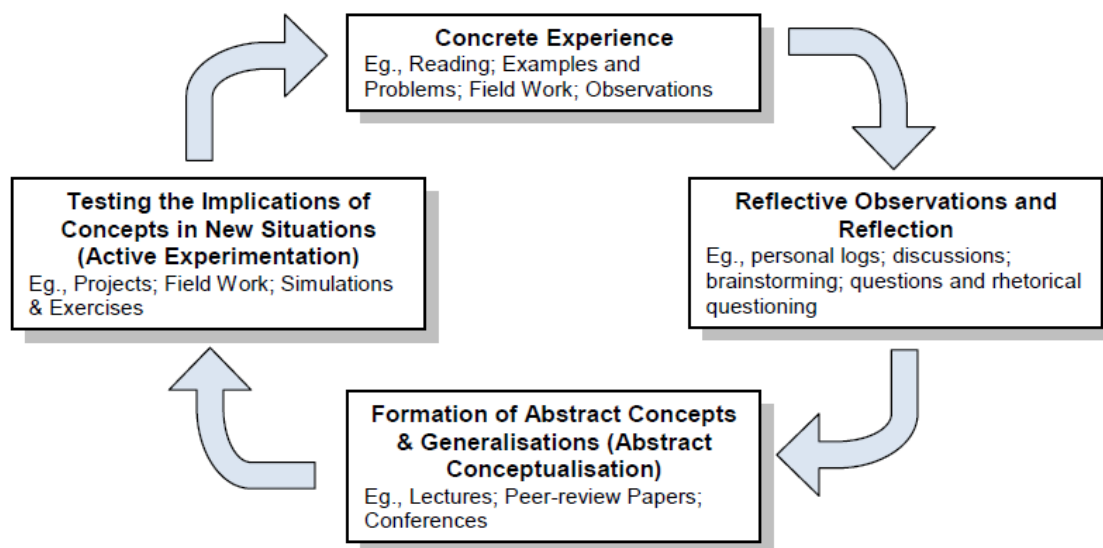 Concrete Experience
Eg., Reading; Examples and
Problems; Field Work; Observations
Testing the Implications of
Concepts in New Situations
(Active Experimentation)
Eg., Projects; Field Work; Simulations
& Exercises
Reflective Observations and
Reflection
Eg., personal logs; discussions;
brainstorming; questions and rhetorical
questioning
Formation of Abstract Concepts
& Generalisations (Abstract
Conceptualisation)
Eg., Lectures; Peer-review Papers;
Conferences